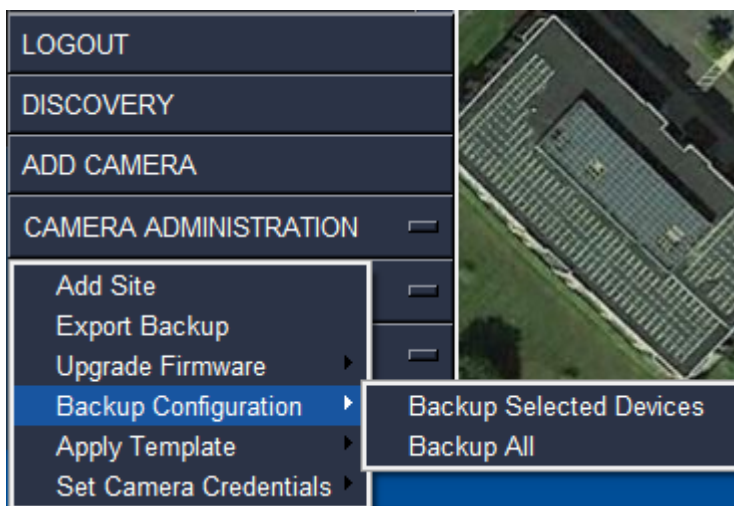 LOGOUT
DISCOVERY
ADD CAMERA
CAMERA ADMINISTRATION
Add Site
Export Backup
Upgrade Firmware
Backup Configuration
Backup Selected Devices
Apply Template
Backup All
Set Camera Credentials